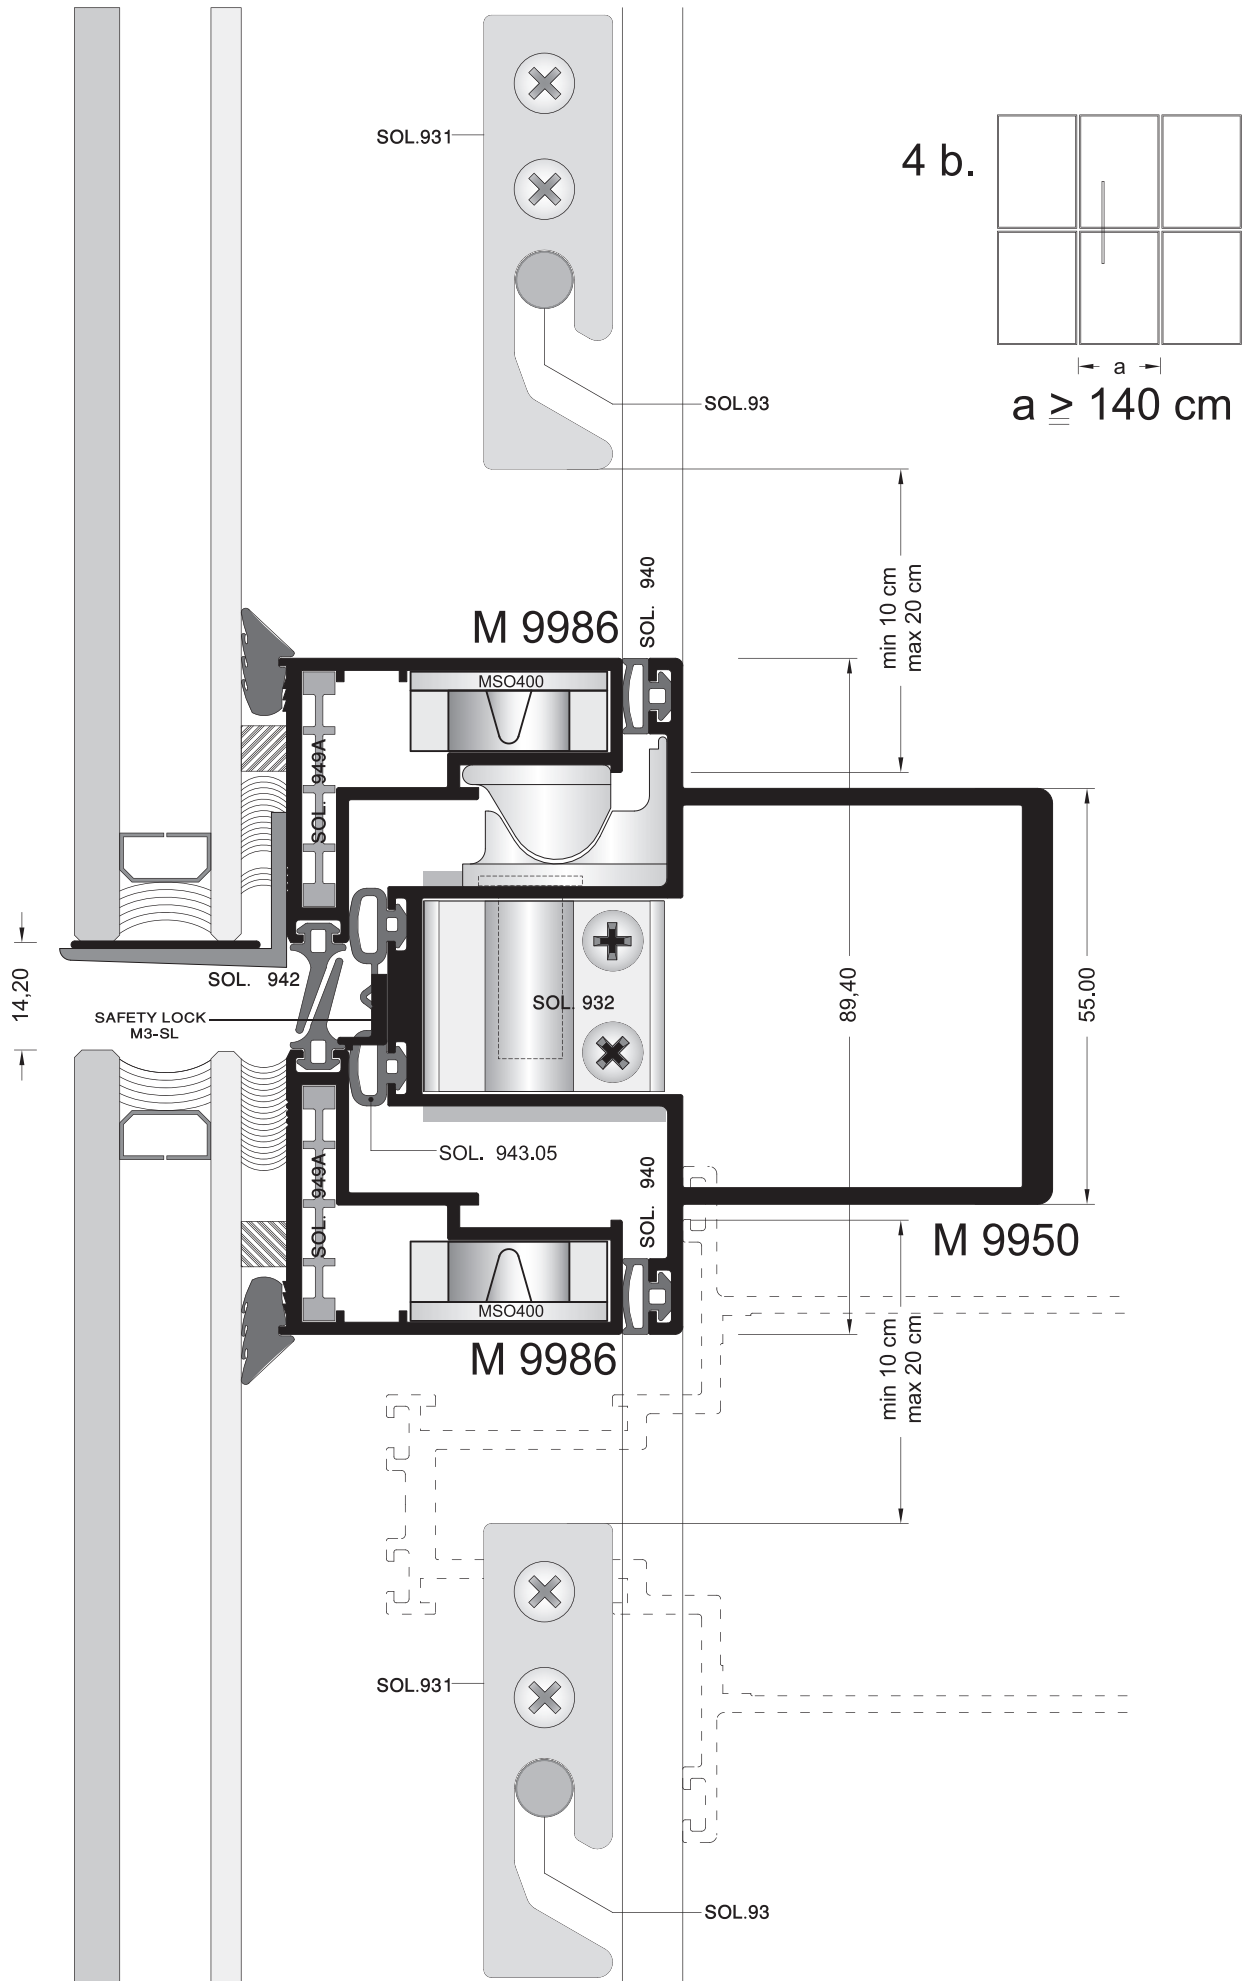 SOL.931
4 b.
a
a ≧ 140 cm
SOL.93
min 10 cm
max 20 cm
SOL. 940
M 9986
MSO400
SOL. 949A
14,20
SOL. 942
SAFETY LOCK
M3-SL
SOL. 932
89,40
55.00
SOL. 943.05
SOL. 940
SOL. 949A
M 9950
MSO400
M 9986
min 10 cm
max 20 cm
SOL.931
SOL.93